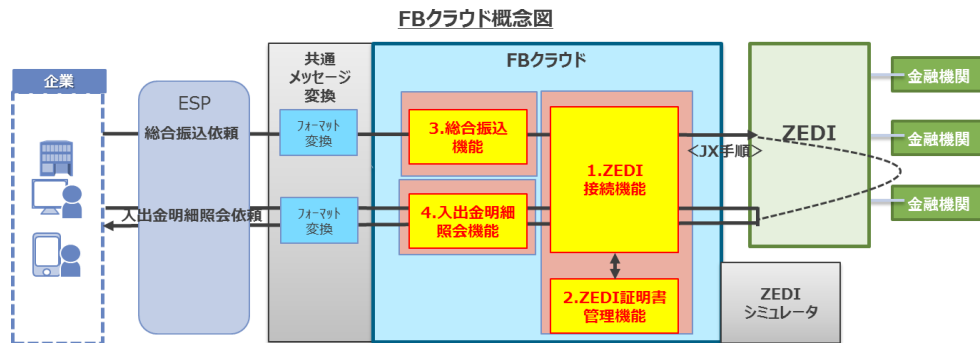 FBクラウド概念図
企業
ESP
共通
メッセージ
変換
FBクラウド
ZEDI
金融機関
金融機関
金融機関
総合振込依頼
フォーマット
変換
3.総合振込
機能
1.ZEDI
接続機能
<JX手順>
入出金明細照会依頼
フォーマット
変換
4.入出金明細
照会機能
2.ZEDI証明書
管理機能
ZEDI
シミュレータ